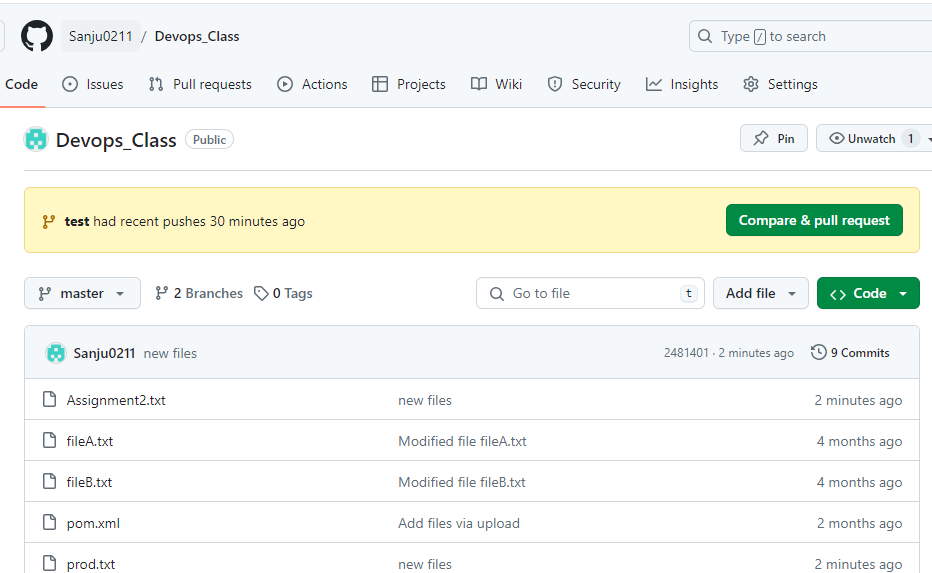 Sanju0211 / Devops_Class
Type / to search
Code Issues Pull requests Actions Projects Wiki Security Insights Settings
Devops_Class Public
Pin Unwatch 1
test had recent pushes 30 minutes ago
Compare & pull request
master 2 Branches 0 Tags
Go to file t
Add file <> Code
Sanju0211 new files 2481401 · 2 minutes ago 9 Commits
Assignment2.txt new files 2 minutes ago
fileA.txt Modified file fileA.txt 4 months ago
fileB.txt Modified file fileB.txt 4 months ago
pom.xml Add files via upload 2 months ago
prod.txt new files 2 minutes ago